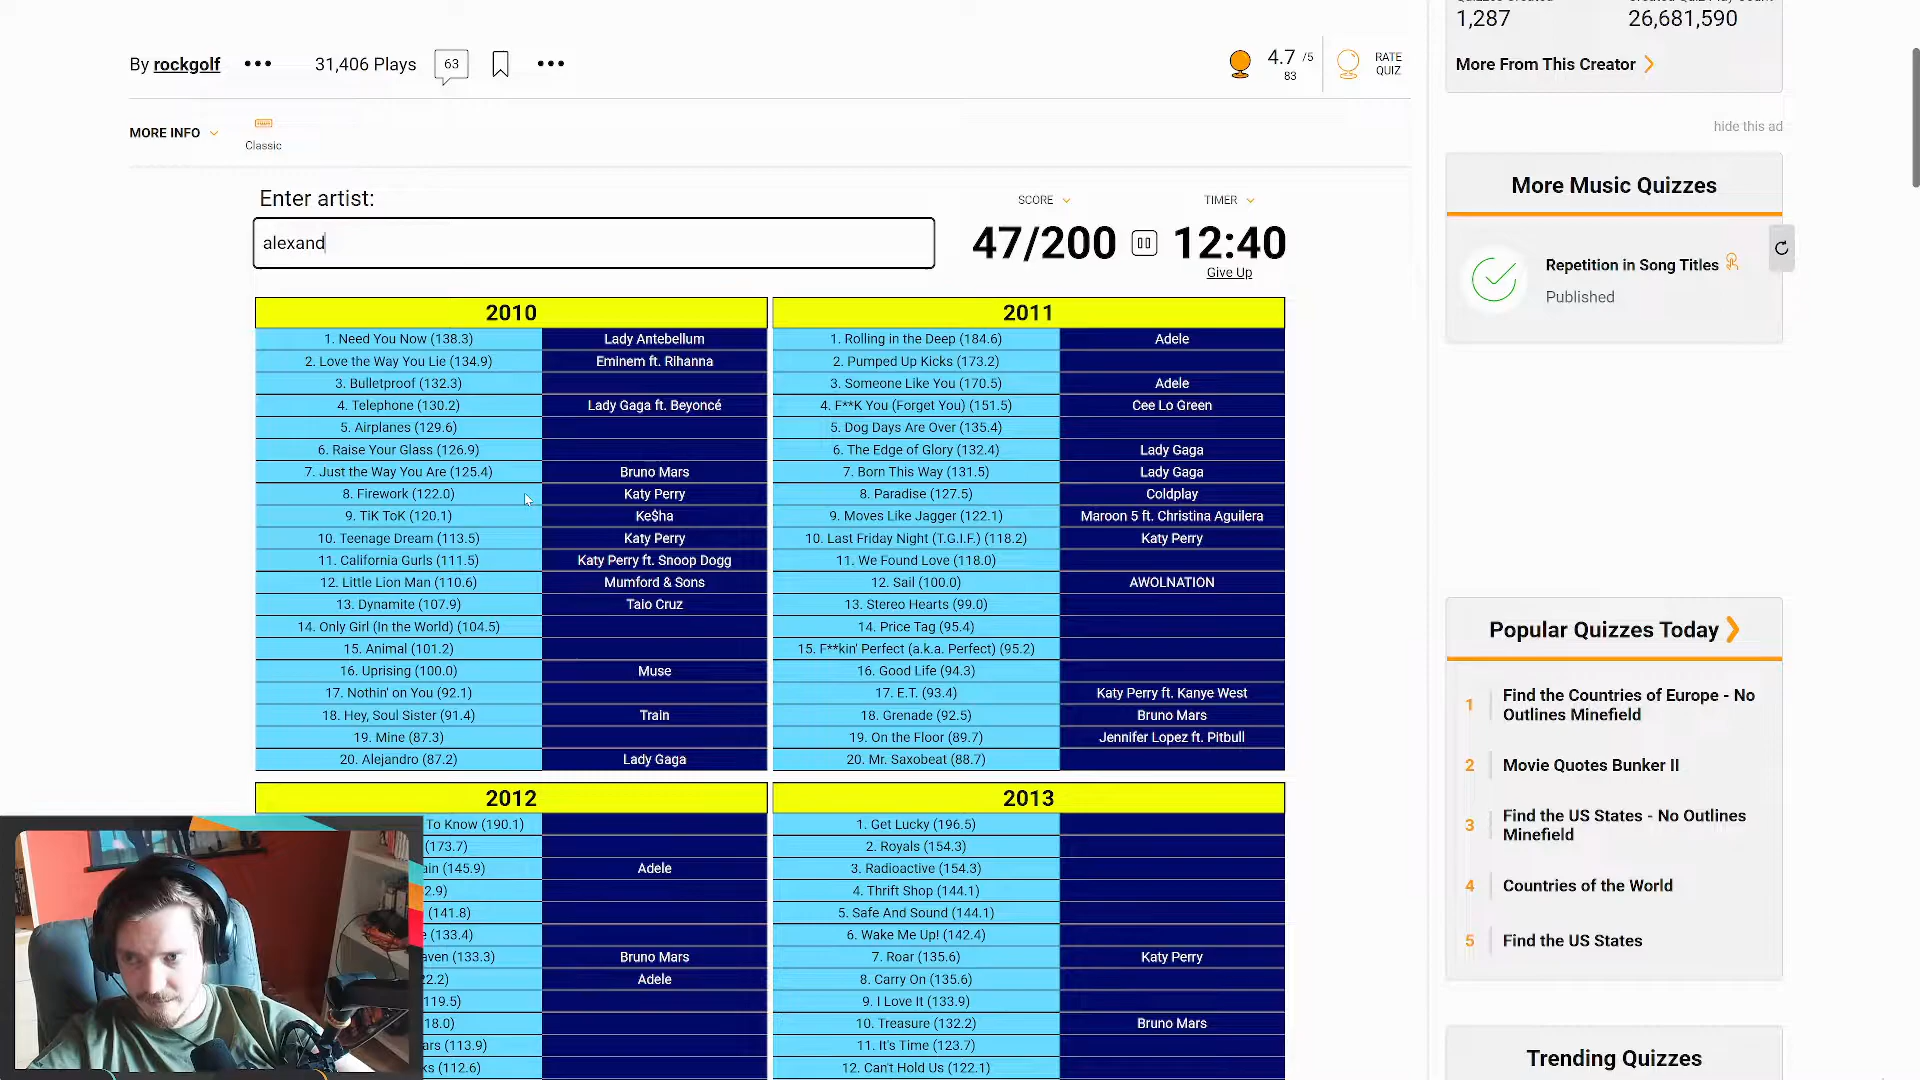 1,287
26,681,590
By rockgolf
31,406 Plays
63
4.7 /5
83
RATE
QUIZ
More From This Creator
hide this ad
MORE INFO
Classic
Enter artist:
alexand
SCORE
47/200
TIMER
12:40
Give Up
More Music Quizzes
Repetition in Song Titles
Published
2010
1. Need You Now (138.3) Lady Antebellum
2. Love the Way You Lie (134.9) Eminem ft. Rihanna
3. Bulletproof (132.3)
4. Telephone (130.2) Lady Gaga ft. Beyoncé
5. Airplanes (129.6)
6. Raise Your Glass (126.9)
7. Just the Way You Are (125.4) Bruno Mars
8. Firework (122.0) Katy Perry
9. TiK ToK (120.1) Ke$ha
10. Teenage Dream (113.5) Katy Perry
11. California Gurls (111.5) Katy Perry ft. Snoop Dogg
12. Little Lion Man (110.6) Mumford & Sons
13. Dynamite (107.9) Taio Cruz
14. Only Girl (In the World) (104.5)
15. Animal (101.2)
16. Uprising (100.0) Muse
17. Nothin' on You (92.1)
18. Hey, Soul Sister (91.4) Train
19. Mine (87.3)
20. Alejandro (87.2) Lady Gaga
2011
1. Rolling in the Deep (184.6) Adele
2. Pumped Up Kicks (173.2)
3. Someone Like You (170.5) Adele
4. F**K You (Forget You) (151.5) Cee Lo Green
5. Dog Days Are Over (135.4)
6. The Edge of Glory (132.4) Lady Gaga
7. Born This Way (131.5) Lady Gaga
8. Paradise (127.5) Coldplay
9. Moves Like Jagger (122.1) Maroon 5 ft. Christina Aguilera
10. Last Friday Night (T.G.I.F.) (118.2) Katy Perry
11. We Found Love (118.0)
12. Sail (100.0) AWOLNATION
13. Stereo Hearts (99.0)
14. Price Tag (95.4)
15. F**kin' Perfect (a.k.a. Perfect) (95.2)
16. Good Life (94.3)
17. E.T. (93.4) Katy Perry ft. Kanye West
18. Grenade (92.5) Bruno Mars
19. On the Floor (89.7) Jennifer Lopez ft. Pitbull
20. Mr. Saxobeat (88.7)
2012
To Know (190.1)
(173.7)
ain (145.9) Adele
2.9)
(141.8)
e (133.4)
aven (133.3) Bruno Mars
22.2) Adele
119.5)
18.0)
ars (113.9)
ks (112.6)
2013
1. Get Lucky (196.5)
2. Royals (154.3)
3. Radioactive (154.3)
4. Thrift Shop (144.1)
5. Safe And Sound (144.1)
6. Wake Me Up! (142.4)
7. Roar (135.6) Katy Perry
8. Carry On (135.6)
9. I Love It (133.9)
10. Treasure (132.2) Bruno Mars
11. It's Time (123.7)
12. Can't Hold Us (122.1)
Popular Quizzes Today
1 Find the Countries of Europe - No
Outlines Minefield
2 Movie Quotes Bunker II
3 Find the US States - No Outlines
Minefield
4 Countries of the World
5 Find the US States
Trending Quizzes